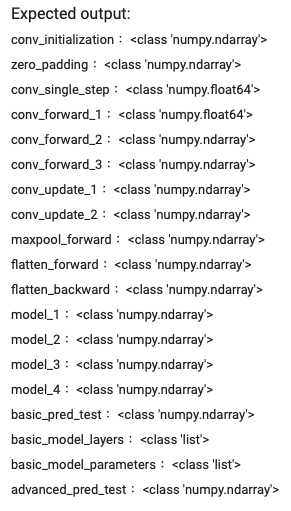 Expected output:
conv_initialization： <class 'numpy.ndarray'>
zero_padding： <class 'numpy.ndarray'>
conv_single_step： <class 'numpy.float64'>
conv_forward_1： <class 'numpy.float64'>
conv_forward_2： <class 'numpy.ndarray'>
conv_forward_3： <class 'numpy.ndarray'>
conv_update_1： <class 'numpy.ndarray'>
conv_update_2： <class 'numpy.ndarray'>
maxpool_forward： <class 'numpy.ndarray'>
flatten_forward： <class 'numpy.ndarray'>
flatten_backward： <class 'numpy.ndarray'>
model_1： <class 'numpy.ndarray'>
model_2： <class 'numpy.ndarray'>
model_3： <class 'numpy.ndarray'>
model_4： <class 'numpy.ndarray'>
basic_pred_test： <class 'numpy.ndarray'>
basic_model_layers： <class 'list'>
basic_model_parameters： <class 'list'>
advanced_pred_test： <class 'numpy.ndarray'>